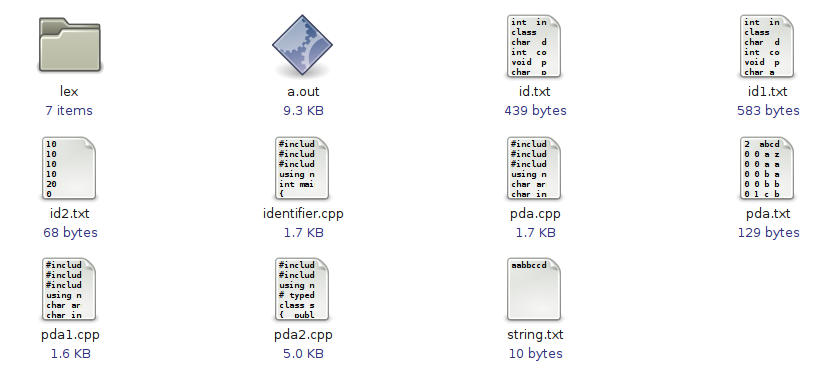 int in
class
char d
int co
void p
char p
int in
class
char d
int co
void p
char a
lex
a.out
id.txt
id1.txt
7 items
9.3 KB
439 bytes
583 bytes
10
10
10
10
20
0
#includ
#includ
#includ
using n
int mai
{
#includ
#includ
#includ
using n
char ar
char in
2 abcd
0 0 a z
0 0 a a
0 0 b a
0 0 b b
0 1 c b
id2.txt
identifier.cpp
pda.cpp
pda.txt
68 bytes
1.7 KB
1.7 KB
129 bytes
#includ
#includ
#includ
using n
char ar
char in
#includ
#includ
using n
# typed
class s
{ publ
aabbccd
pda1.cpp
pda2.cpp
string.txt
1.6 KB
5.0 KB
10 bytes